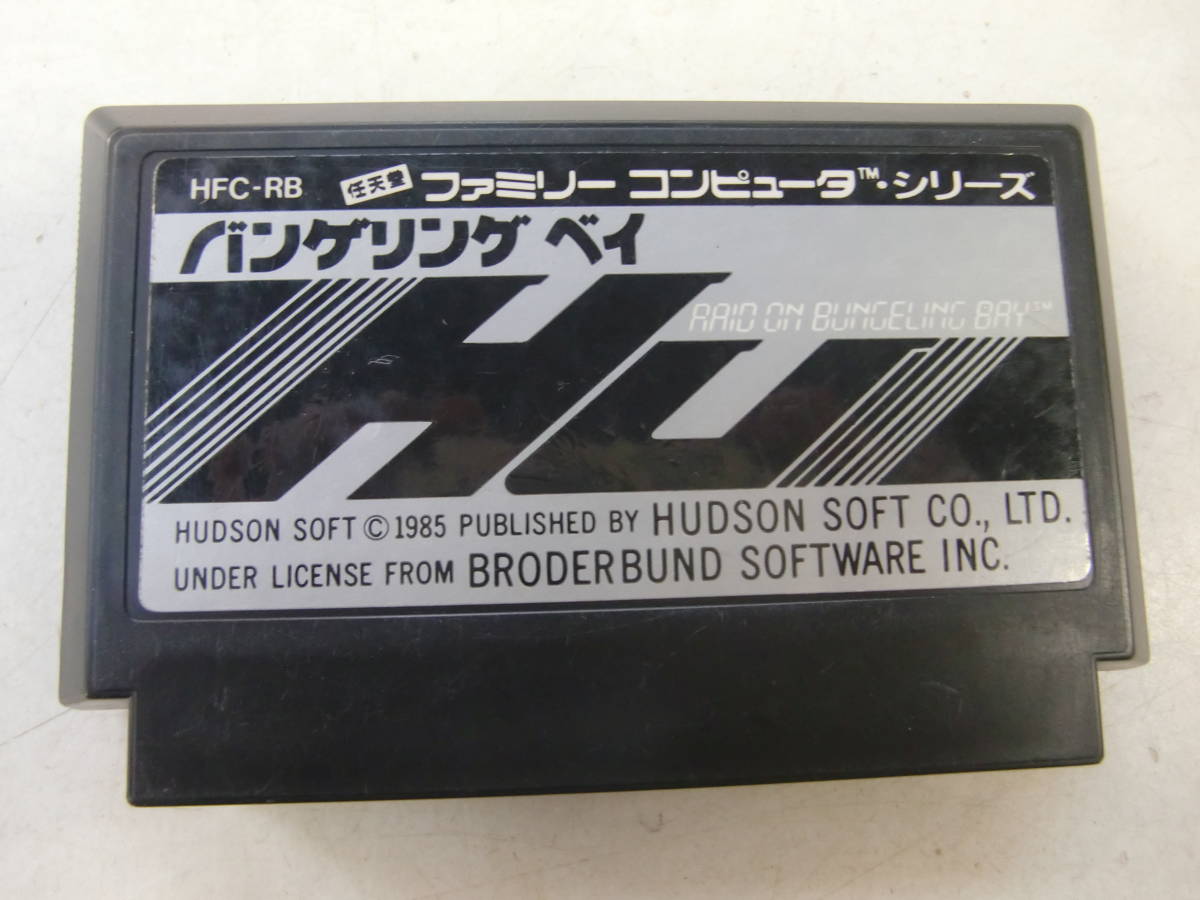 HFC-RB 任天堂 ファミリー コンピュータ™・シリーズ
バンゲリング ベイ
RAID ON BUNGELING BAY℠
HUDSON SOFT © 1985 PUBLISHED BY HUDSON SOFT CO., LTD.
UNDER LICENSE FROM BRODERBUND SOFTWARE INC.